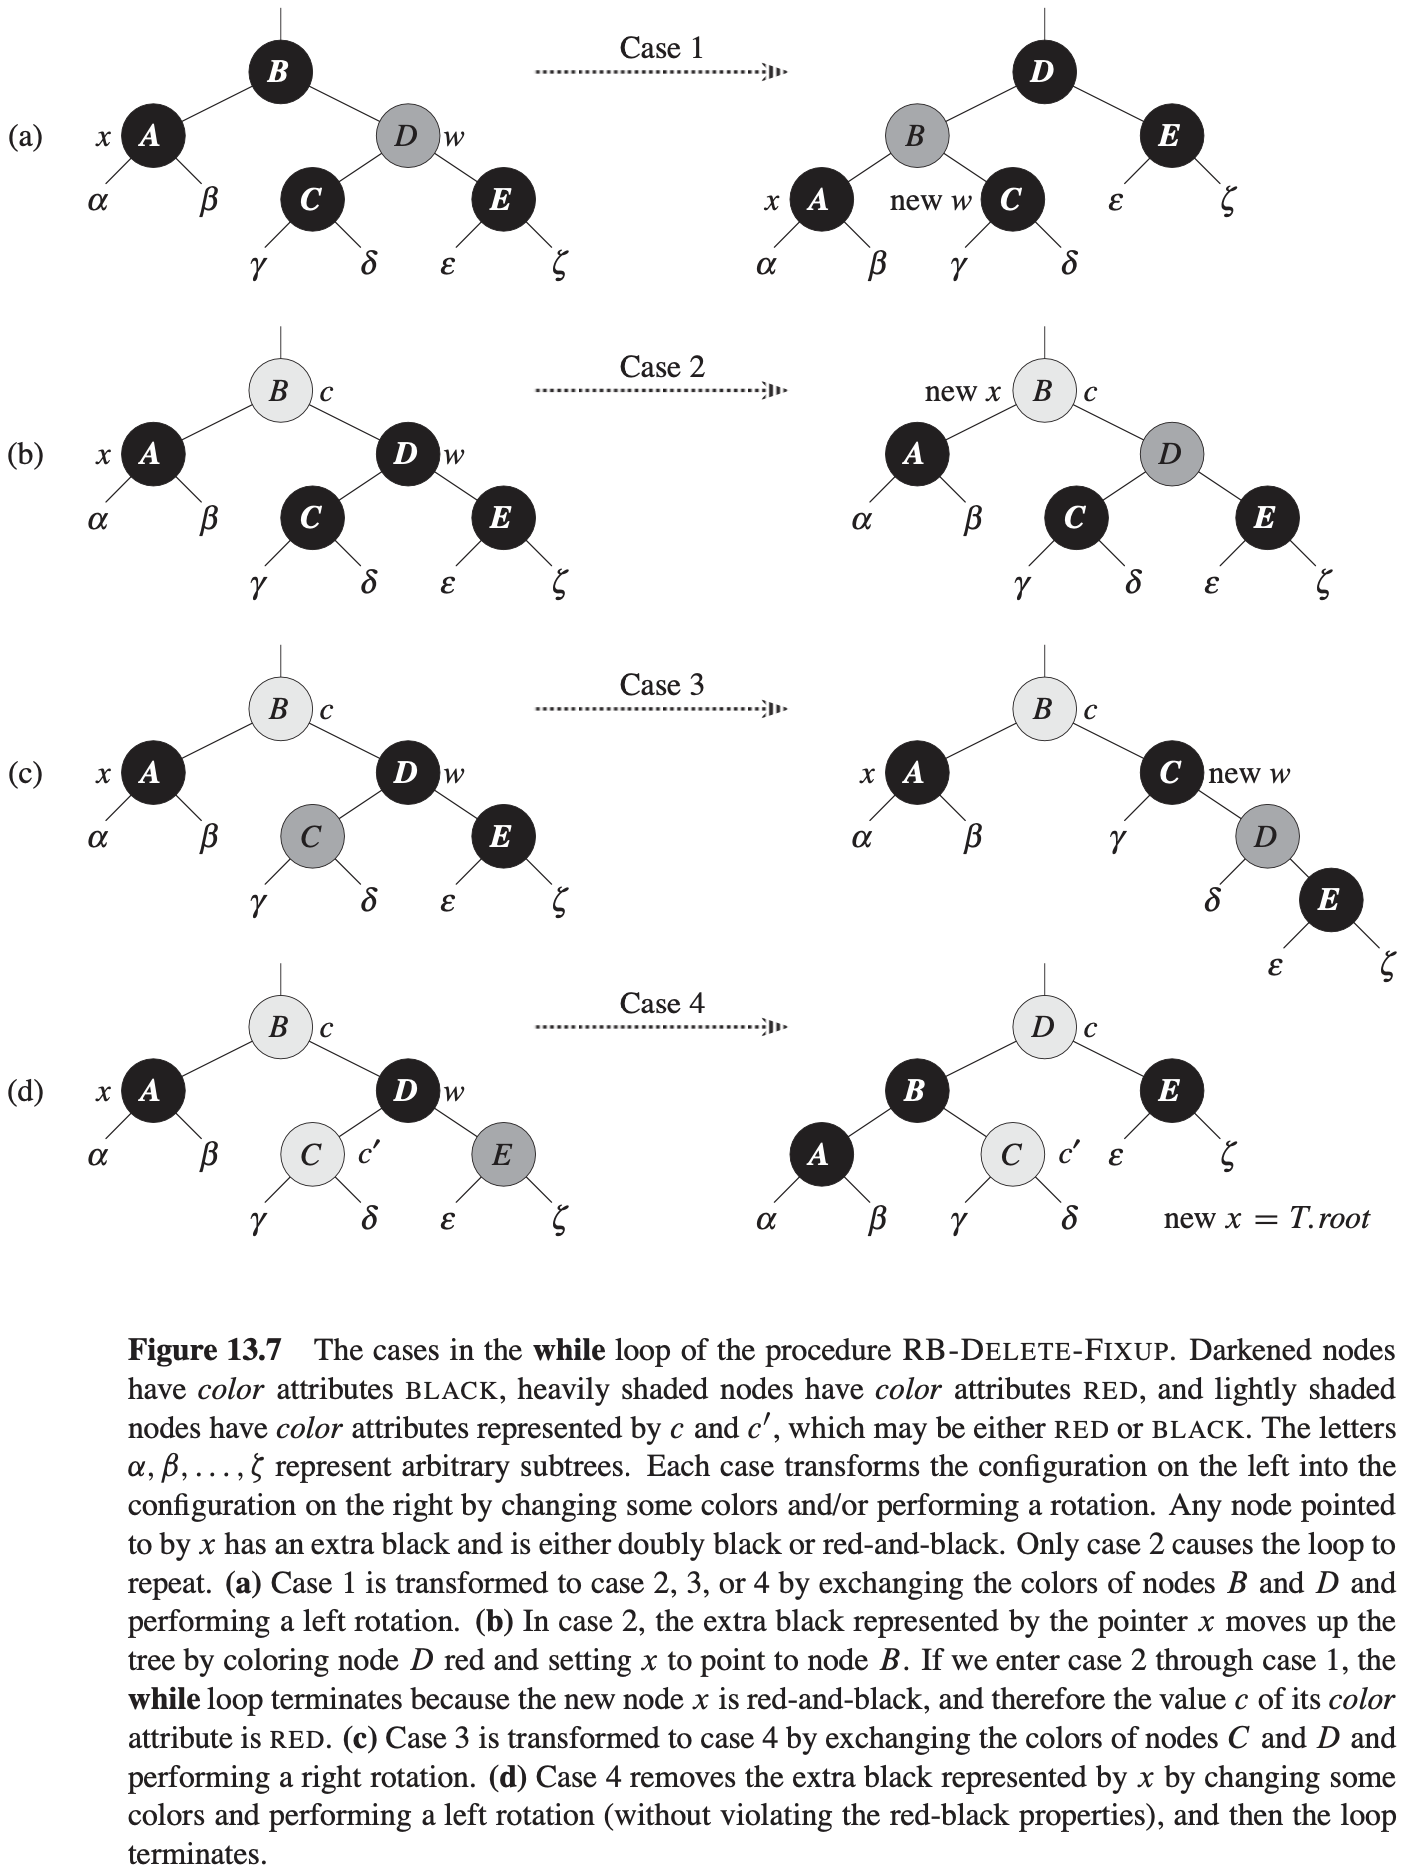 Case 1
B
D
(a) x A
D w
B
E
C
E
x A
new w C
α β
ε ζ
γ δ ε ζ
α β γ δ
Case 2
B c
new x B c
(b) x A
D w
A
D
C
E
C
E
α β
α β
γ δ ε ζ
γ δ ε ζ
Case 3
B c
B c
(c) x A
D w
x A
C new w
C
E
D
α β
α β
γ
γ δ ε ζ
δ
E
ε ζ
Case 4
B c
D c
(d) x A
D w
B
E
C c′
E
A
C c′
α β
ε ζ
γ δ ε ζ
α β γ δ
new x = T.root
Figure 13.7 The cases in the while loop of the procedure RB-DELETE-FIXUP. Darkened nodes
have color attributes BLACK, heavily shaded nodes have color attributes RED, and lightly shaded
nodes have color attributes represented by c and c′, which may be either RED or BLACK. The letters
α, β, . . . , ζ represent arbitrary subtrees. Each case transforms the configuration on the left into the
configuration on the right by changing some colors and/or performing a rotation. Any node pointed
to by x has an extra black and is either doubly black or red-and-black. Only case 2 causes the loop to
repeat. (a) Case 1 is transformed to case 2, 3, or 4 by exchanging the colors of nodes B and D and
performing a left rotation. (b) In case 2, the extra black represented by the pointer x moves up the
tree by coloring node D red and setting x to point to node B. If we enter case 2 through case 1, the
while loop terminates because the new node x is red-and-black, and therefore the value c of its color
attribute is RED. (c) Case 3 is transformed to case 4 by exchanging the colors of nodes C and D and
performing a right rotation. (d) Case 4 removes the extra black represented by x by changing some
colors and performing a left rotation (without violating the red-black properties), and then the loop
terminates.